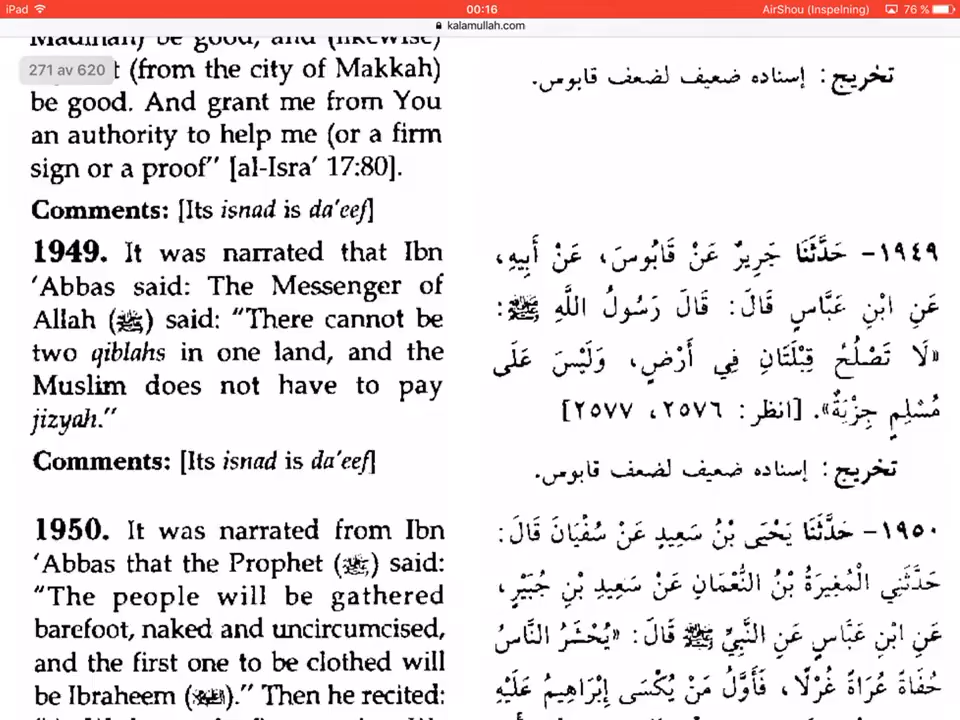 iPad 00:16 AirShou (Inspelning) 76 %
kalamullah.com
Madinah) be good, and (likewise)
271 av 620 t (from the city of Makkah)
be good. And grant me from You
an authority to help me (or a firm
sign or a proof" [al-Isra' 17:80].
Comments: [Its isnad is da'eef]
1949. It was narrated that Ibn
'Abbas said: The Messenger of
Allah (ﷺ) said: "There cannot be
two qiblahs in one land, and the
Muslim does not have to pay
jizyah."
Comments: [Its isnad is da'eef]
1950. It was narrated from Ibn
'Abbas that the Prophet (ﷺ) said:
"The people will be gathered
barefoot, naked and uncircumcised,
and the first one to be clothed will
be Ibraheem ()." Then he recited:
تخريج: إسناده ضعيف لضعف قابوس.
١٩٤٩- حَدَّثَنَا جَرِيرٌ عَنْ قَابُوسَ، عَنْ أَبِيهِ،
عَنِ ابْنِ عَبَّاسٍ قَالَ: قَالَ رَسُولُ اللَّهِ ﷺ:
«لَا تَصْلُحُ قِبْلَتَانِ فِي أَرْضٍ، وَلَيْسَ عَلَى
مُسْلِمٍ جِزْيَةٌ». [انظر: ٢٥٧٦، ٢٥٧٧]
تخريج: إسناده ضعيف لضعف قابوس.
١٩٥٠- حَدَّثَنَا يَحْيَى بْنُ سَعِيدٍ عَنْ سُفْيَانَ قَالَ:
حَدَّثَنِي الْمُغِيرَةُ بْنُ النُّعْمَانِ عَنْ سَعِيدِ بْنِ جُبَيْرٍ،
عَنِ ابْنِ عَبَّاسٍ عَنِ النَّبِيِّ ﷺ قَالَ: «يُحْشَرُ النَّاسُ
حُفَاةً عُرَاةً غُرْلًا، فَأَوَّلُ مَنْ يُكْسَى إِبْرَاهِيمُ عَلَيْهِ